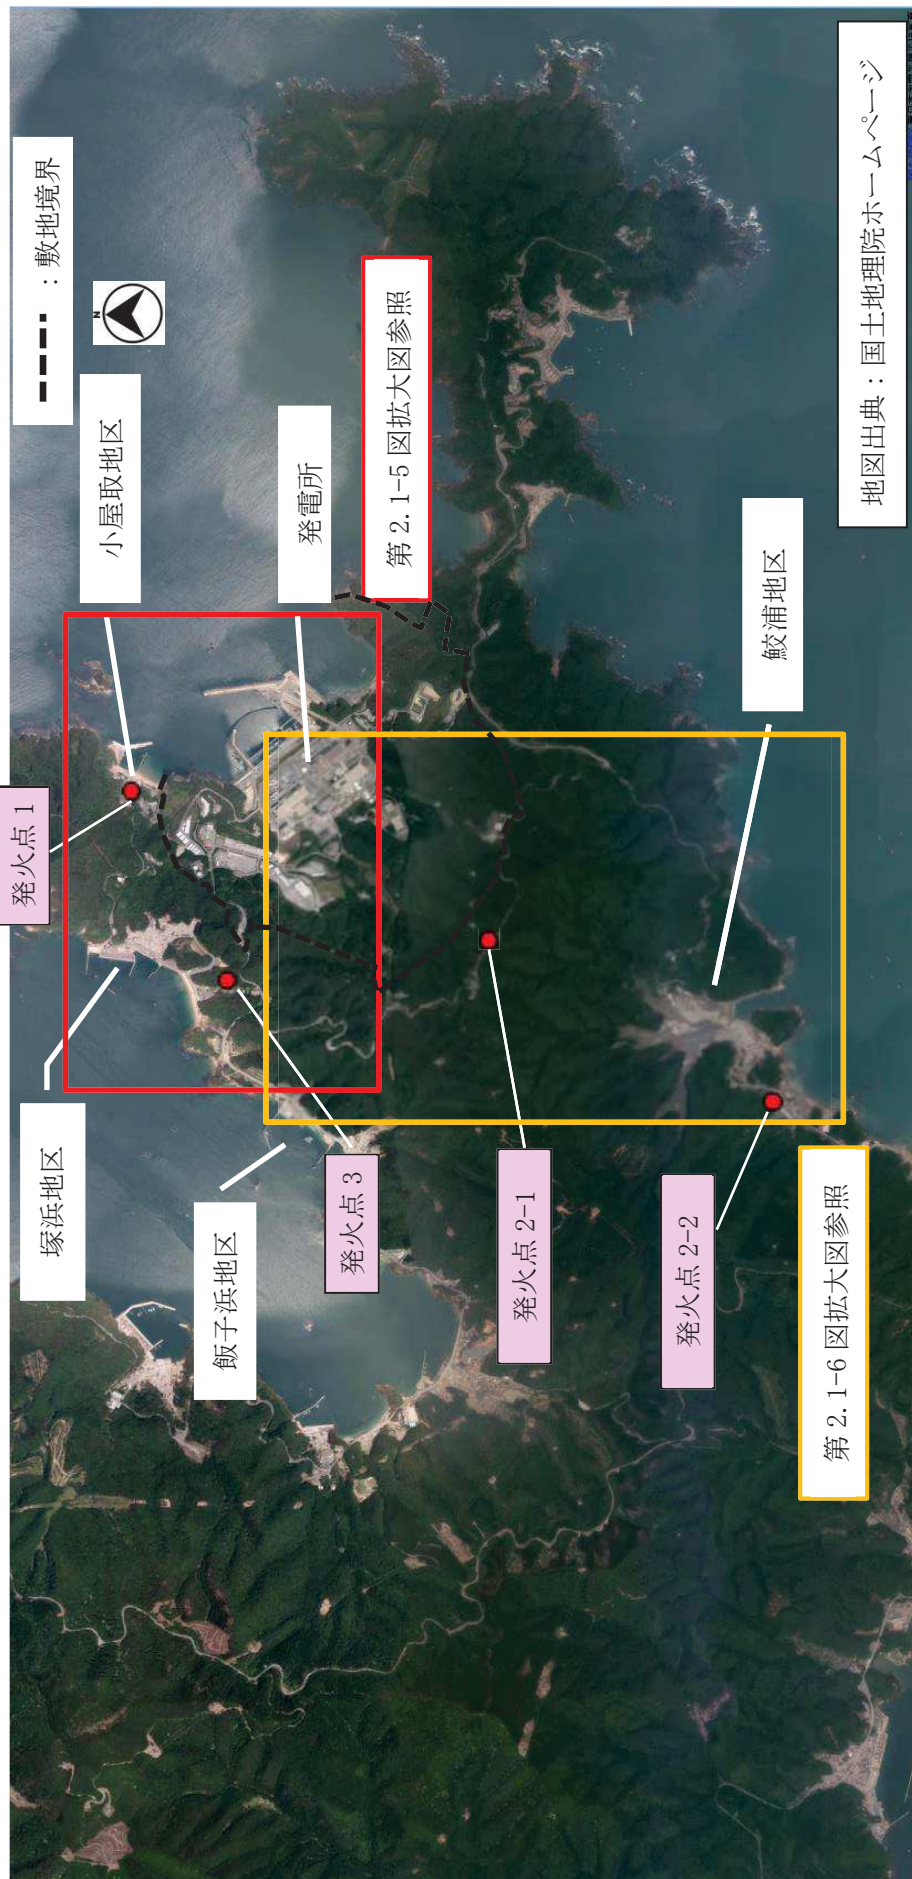 発火点 3
発火点 2-1
発火点 2-2
第 2.1-6 図拡大図参照
飯子浜地区
塚浜地区
発火点 1
鮫浦地区
発電所
小屋取地区
第 2.1-5 図拡大図参照
N
：敷地境界
地図出典：国土地理院ホームページ